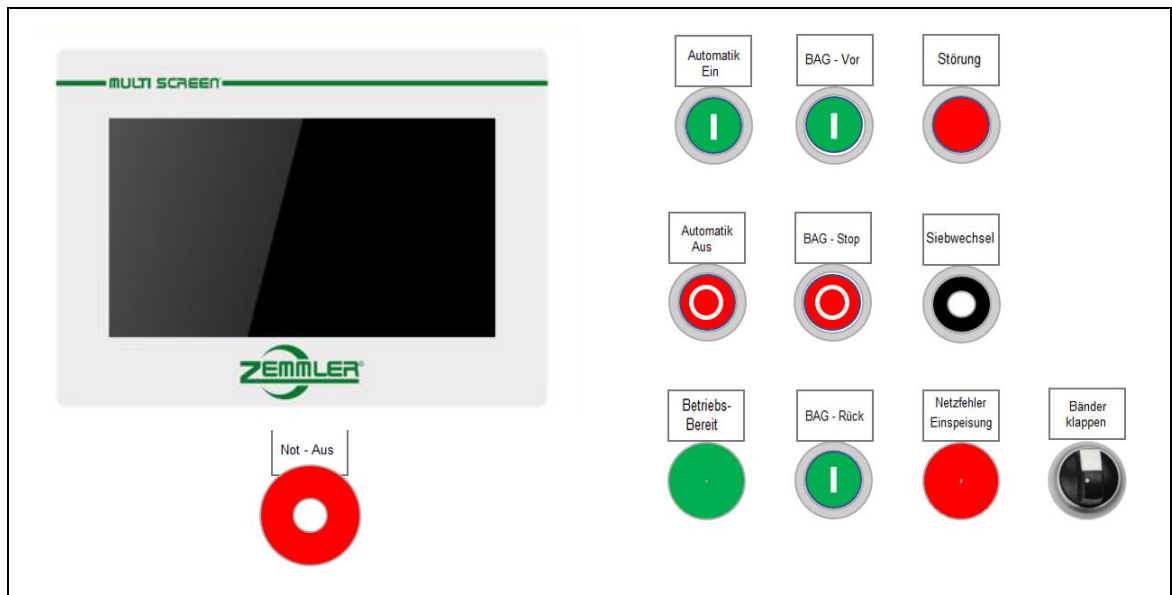 MULTI SCREEN
ZEMMLER®
Not - Aus
Automatik
Ein
BAG - Vor
Störung
Automatik
Aus
BAG - Stop
Siebwechsel
Betriebs-
Bereit
BAG - Rück
Netzfehler
Einspeisung
Bänder
klappen